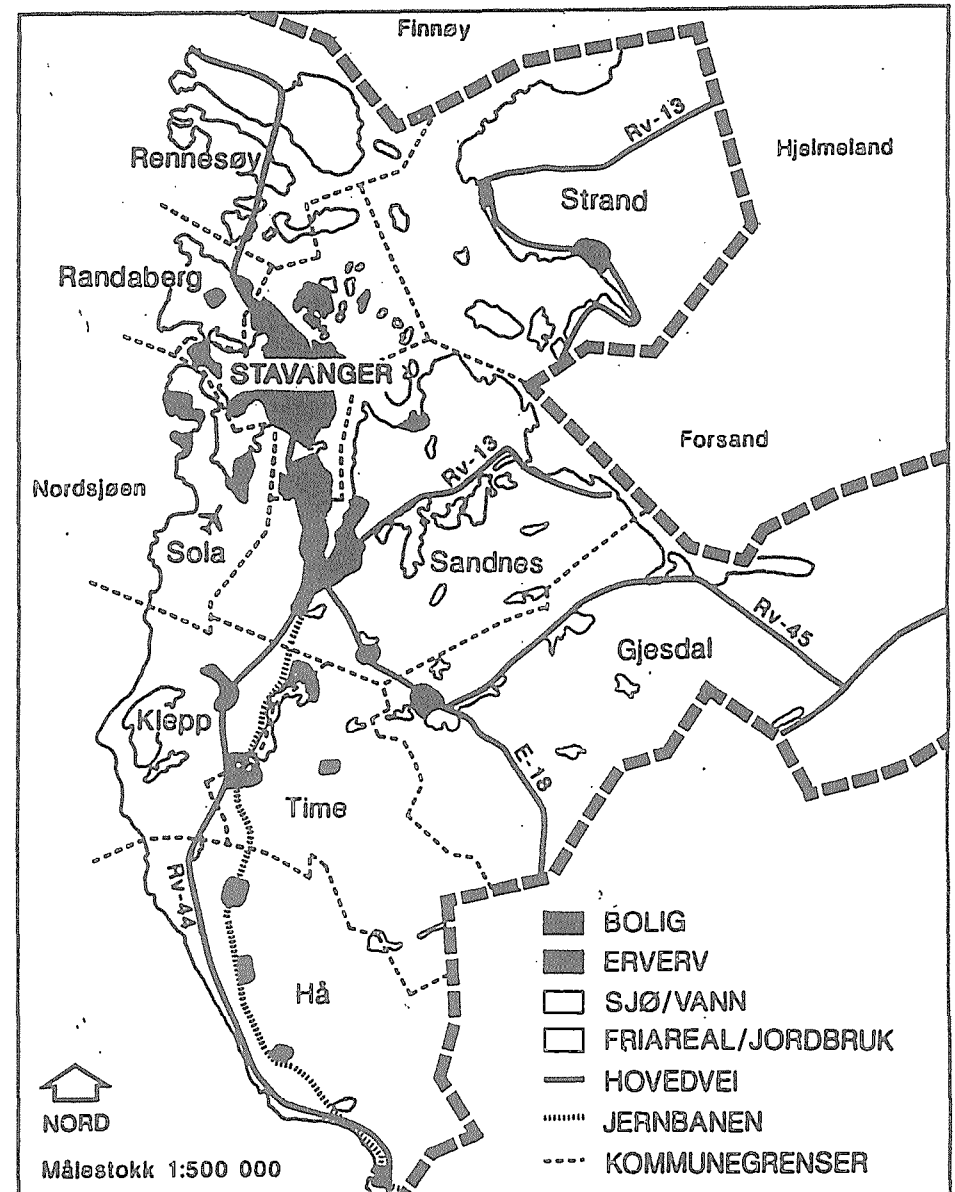 Finnøy
Rv-13
Hjelmeland
Rennesøy
Strand
Randaberg
STAVANGER
Forsand
Rv-13
Nordsjøen
Sola
Sandnes
Rv-45
Gjesdal
Klepp
E-18
Time
Rv-44
Hå
BOLIG
ERVERV
SJØ/VANN
FRIAREAL/JORDBRUK
HOVEDVEI
JERNBANEN
KOMMUNEGRENSER
NORD
Målestokk 1:500 000